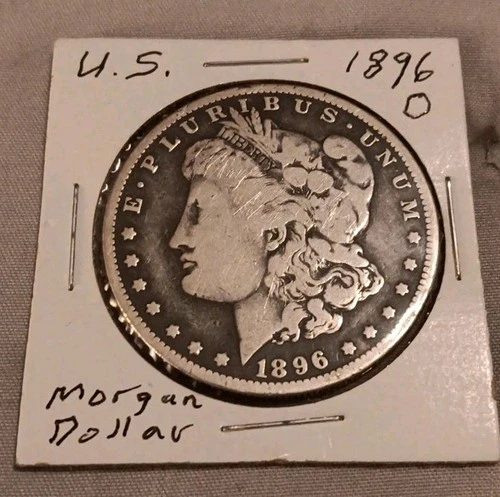 U.S. 1896
O
E · PLURIBUS · UNUM
LIBERTY
1896
Morgan
Dollar